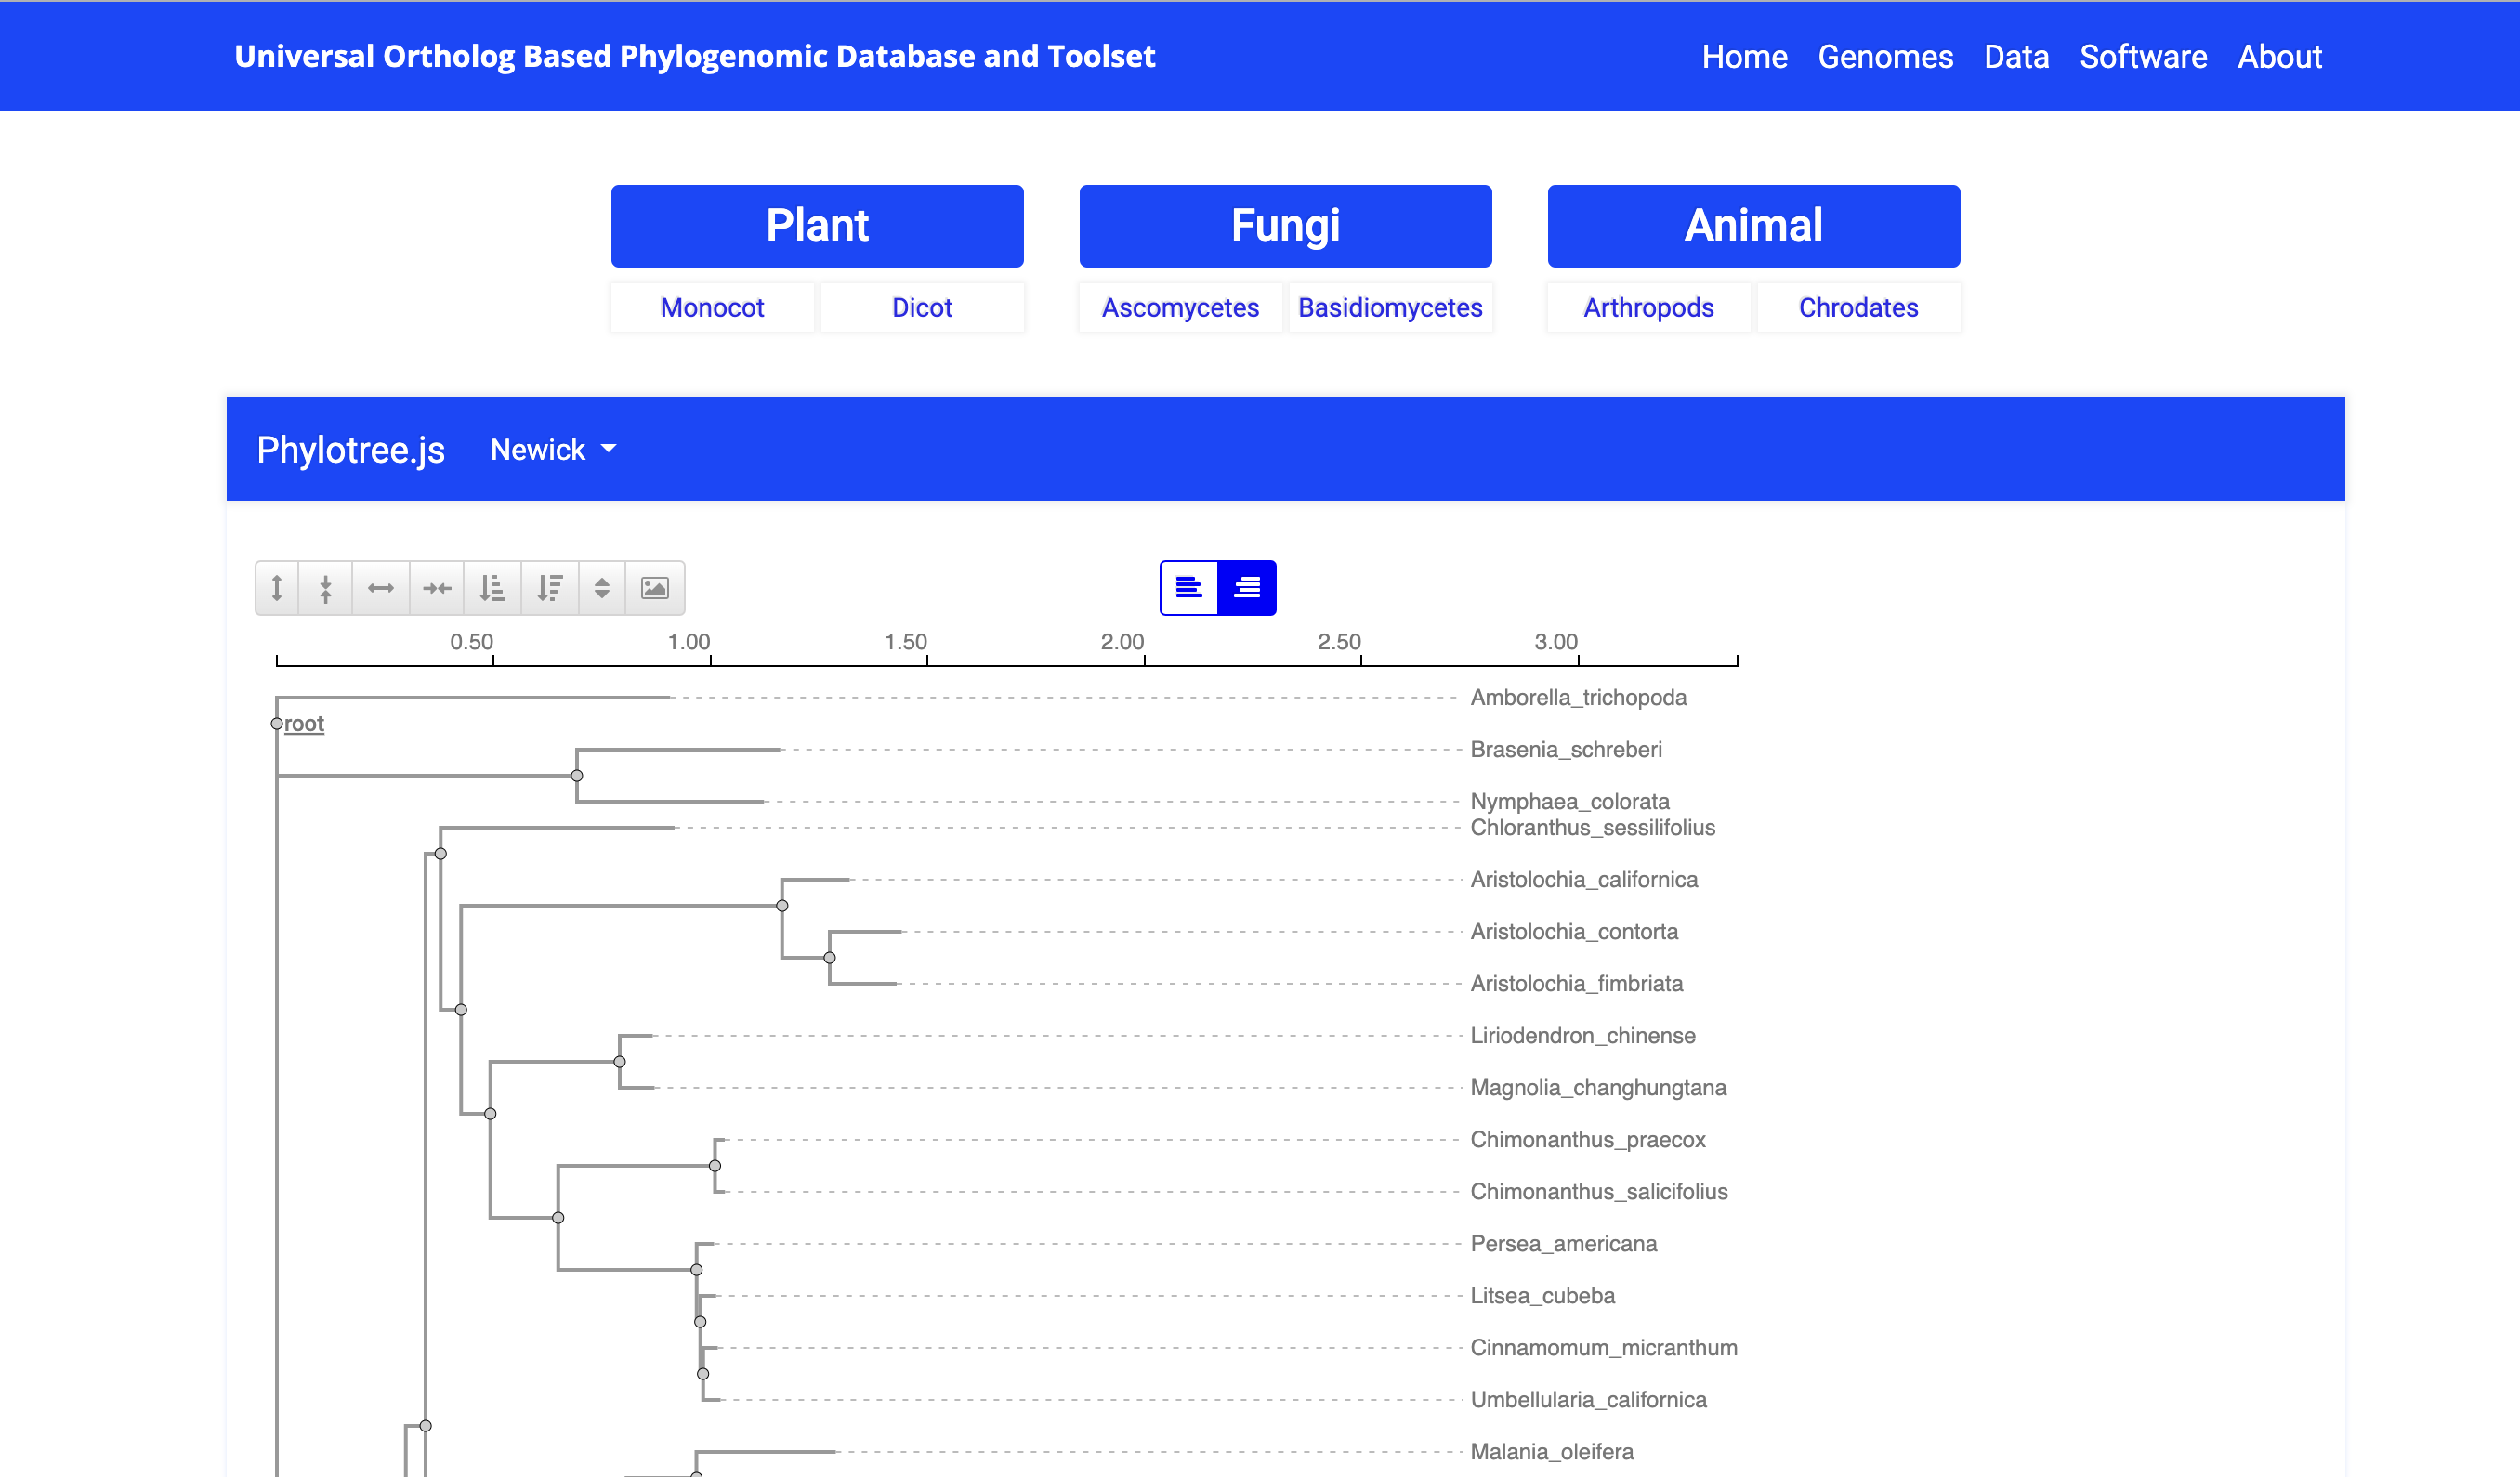 Universal Ortholog Based Phylogenomic Database and Toolset Home Genomes Data Software About
Plant Fungi Animal
Monocot Dicot Ascomycetes Basidiomycetes Arthropods Chrodates
Phylotree.js Newick
0.50 1.00 1.50 2.00 2.50 3.00
Amborella_trichopoda
root
Brasenia_schreberi
Nymphaea_colorata
Chloranthus_sessilifolius
Aristolochia_californica
Aristolochia_contorta
Aristolochia_fimbriata
Liriodendron_chinense
Magnolia_changhungtana
Chimonanthus_praecox
Chimonanthus_salicifolius
Persea_americana
Litsea_cubeba
Cinnamomum_micranthum
Umbellularia_californica
Malania_oleifera